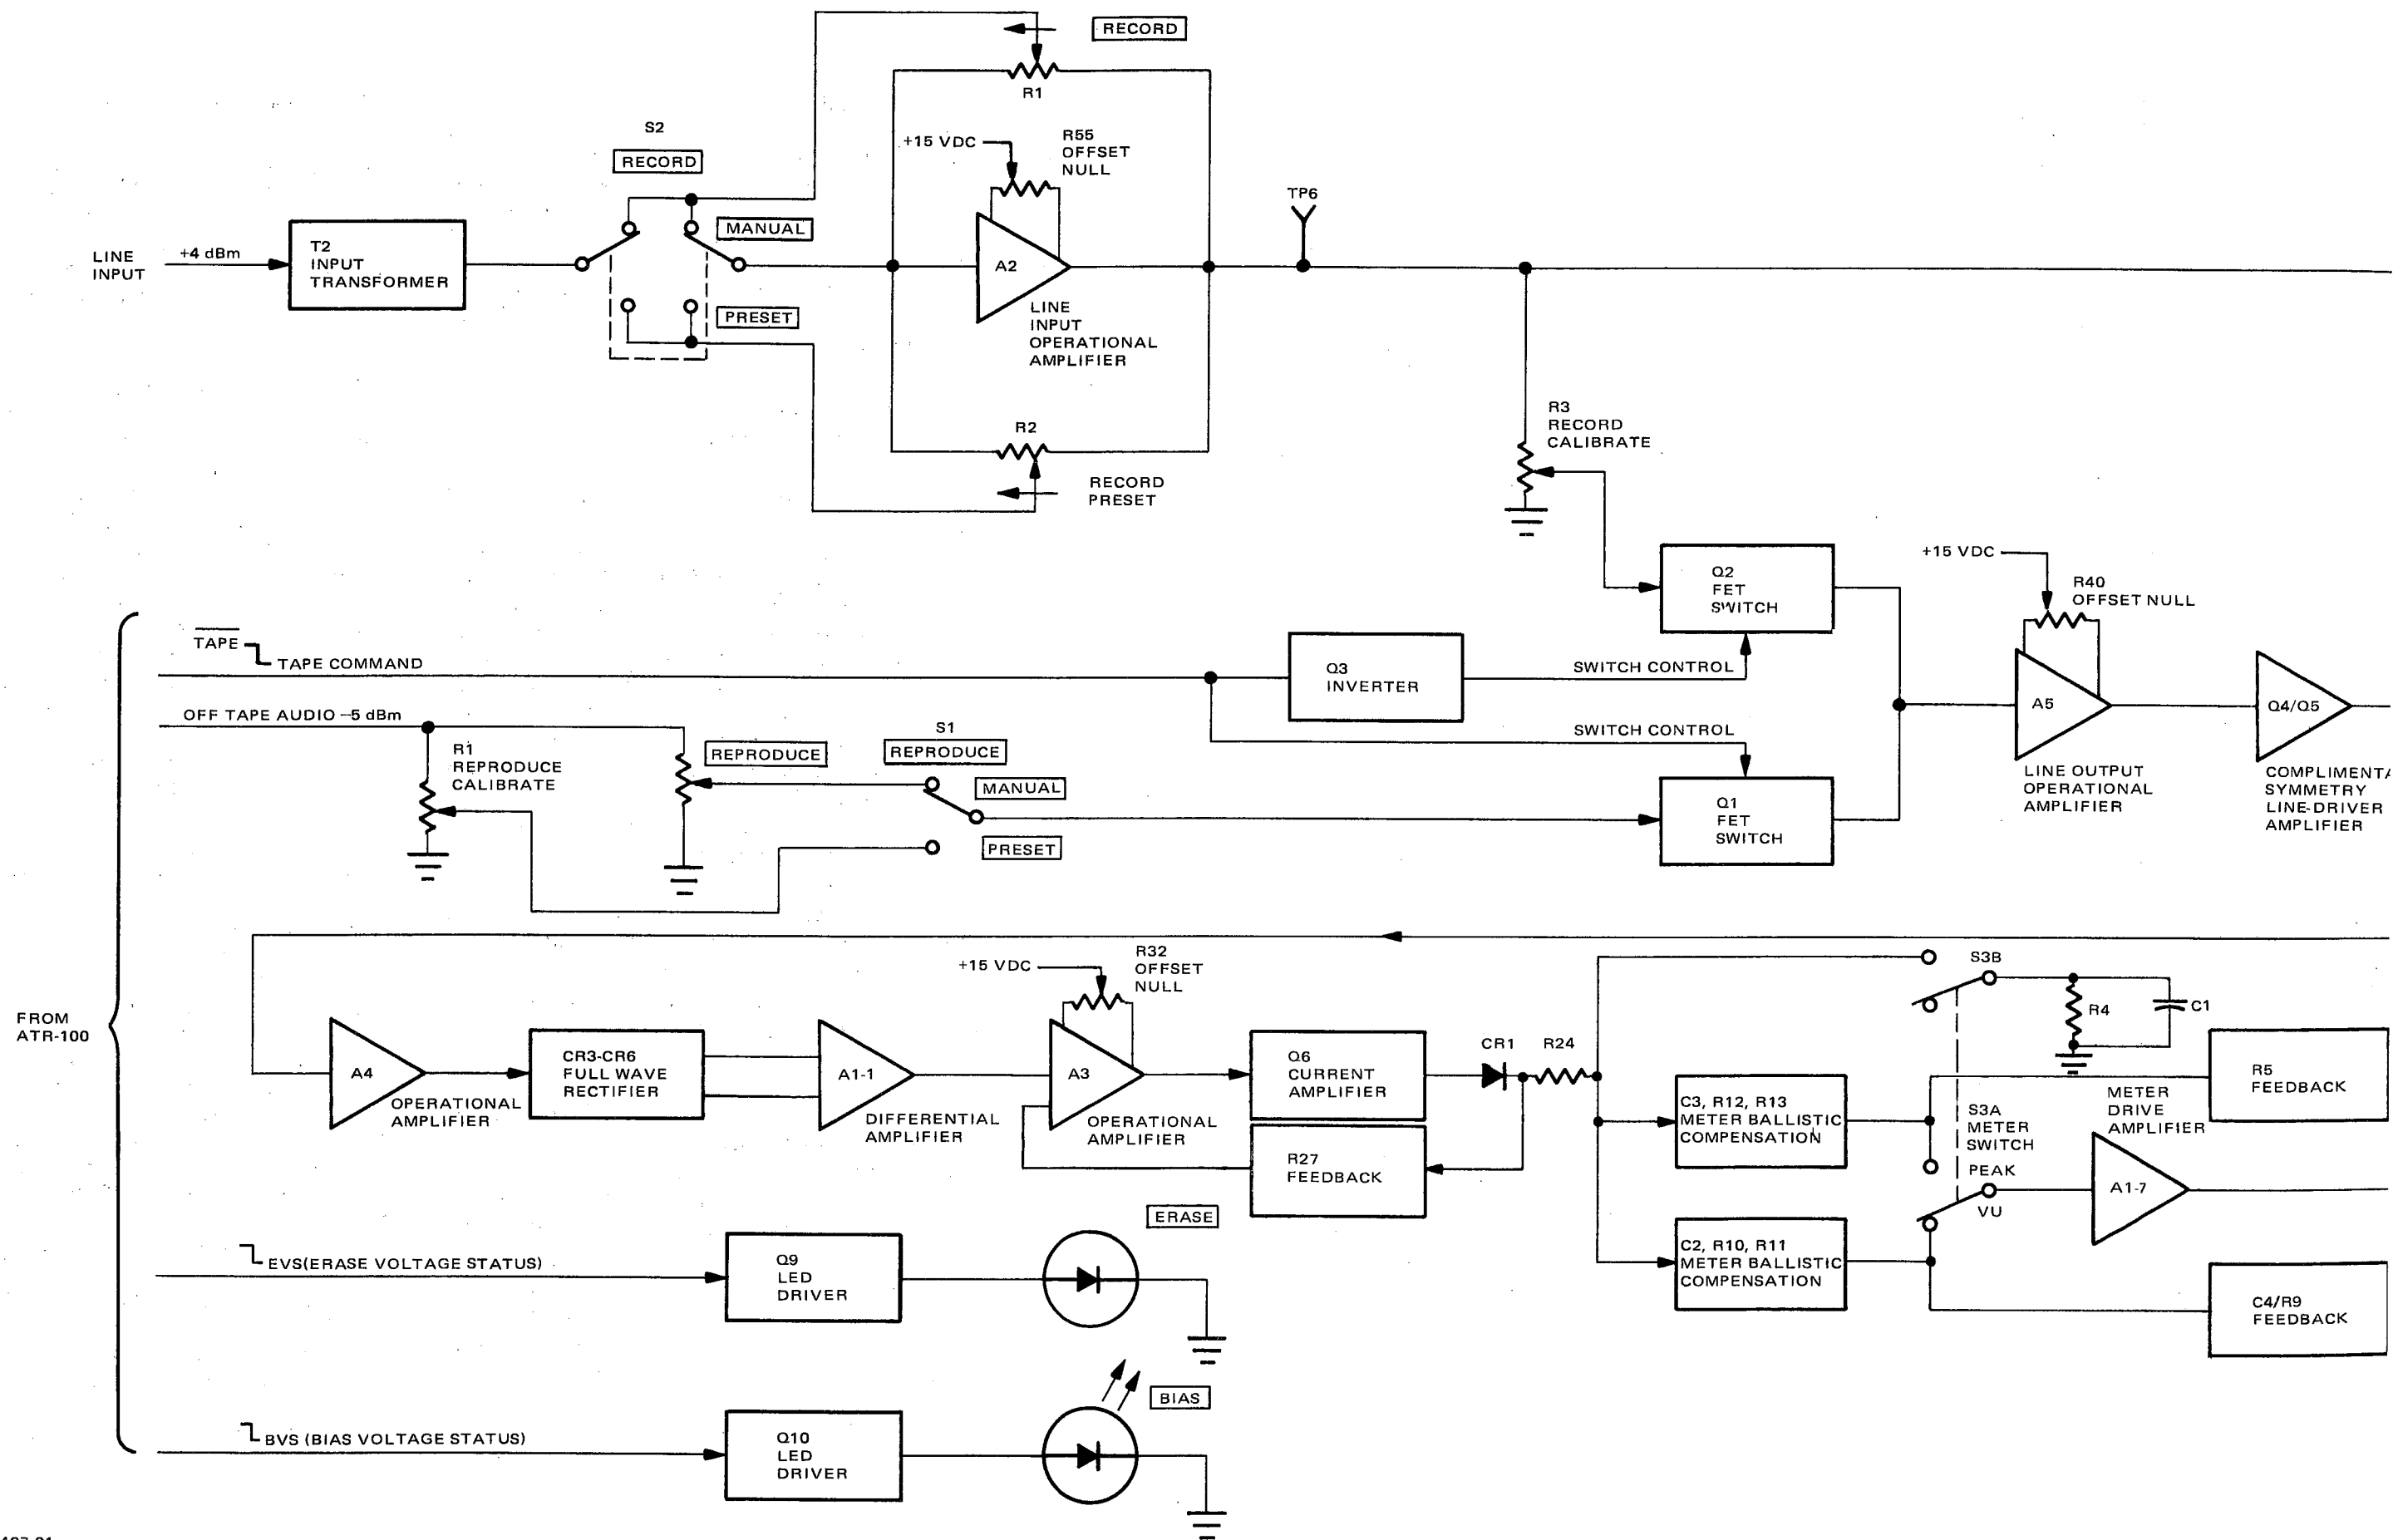 RECORD
R1
S2
RECORD
+15 VDC
R55
OFFSET
NULL
TP6
MANUAL
LINE
INPUT
+4 dBm
T2
INPUT
TRANSFORMER
A2
PRESET
LINE
INPUT
OPERATIONAL
AMPLIFIER
R2
RECORD
PRESET
R3
RECORD
CALIBRATE
Q2
FET
SWITCH
+15 VDC
R40
OFFSET NULL
TAPE
TAPE COMMAND
Q3
INVERTER
SWITCH CONTROL
SWITCH CONTROL
A5
Q4/Q5
OFF TAPE AUDIO -5 dBm
R1
REPRODUCE
CALIBRATE
REPRODUCE
S1
REPRODUCE
MANUAL
PRESET
Q1
FET
SWITCH
LINE OUTPUT
OPERATIONAL
AMPLIFIER
COMPLIMENTA
SYMMETRY
LINE-DRIVER
AMPLIFIER
FROM
ATR-100
+15 VDC
R32
OFFSET
NULL
S3B
R4
C1
A4
OPERATIONAL
AMPLIFIER
CR3-CR6
FULL WAVE
RECTIFIER
A1-1
DIFFERENTIAL
AMPLIFIER
A3
OPERATIONAL
AMPLIFIER
Q6
CURRENT
AMPLIFIER
CR1
R24
R27
FEEDBACK
C3, R12, R13
METER BALLISTIC
COMPENSATION
S3A
METER
SWITCH
PEAK
VU
METER
DRIVE
AMPLIFIER
R5
FEEDBACK
A1-7
C2, R10, R11
METER BALLISTIC
COMPENSATION
C4/R9
FEEDBACK
EVS(ERASE VOLTAGE STATUS)
Q9
LED
DRIVER
ERASE
BVS (BIAS VOLTAGE STATUS)
Q10
LED
DRIVER
BIAS